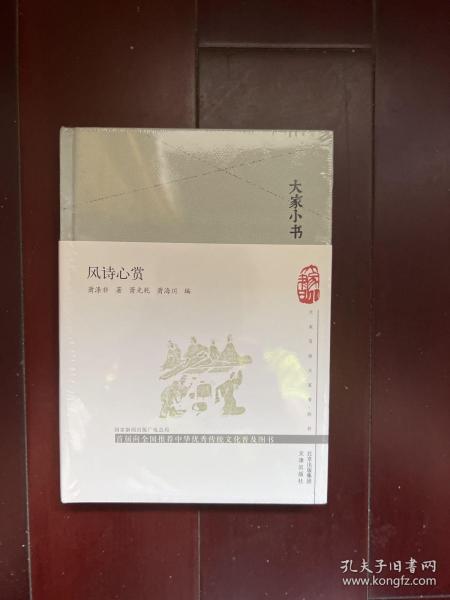 大家小书
风诗心赏
萧涤非 著 萧光乾 萧海川 编
国家新闻出版广电总局
首届向全国推荐中华优秀传统文化普及图书
北京出版集团
文津出版社
孔夫子旧书网
www.kongfz.com